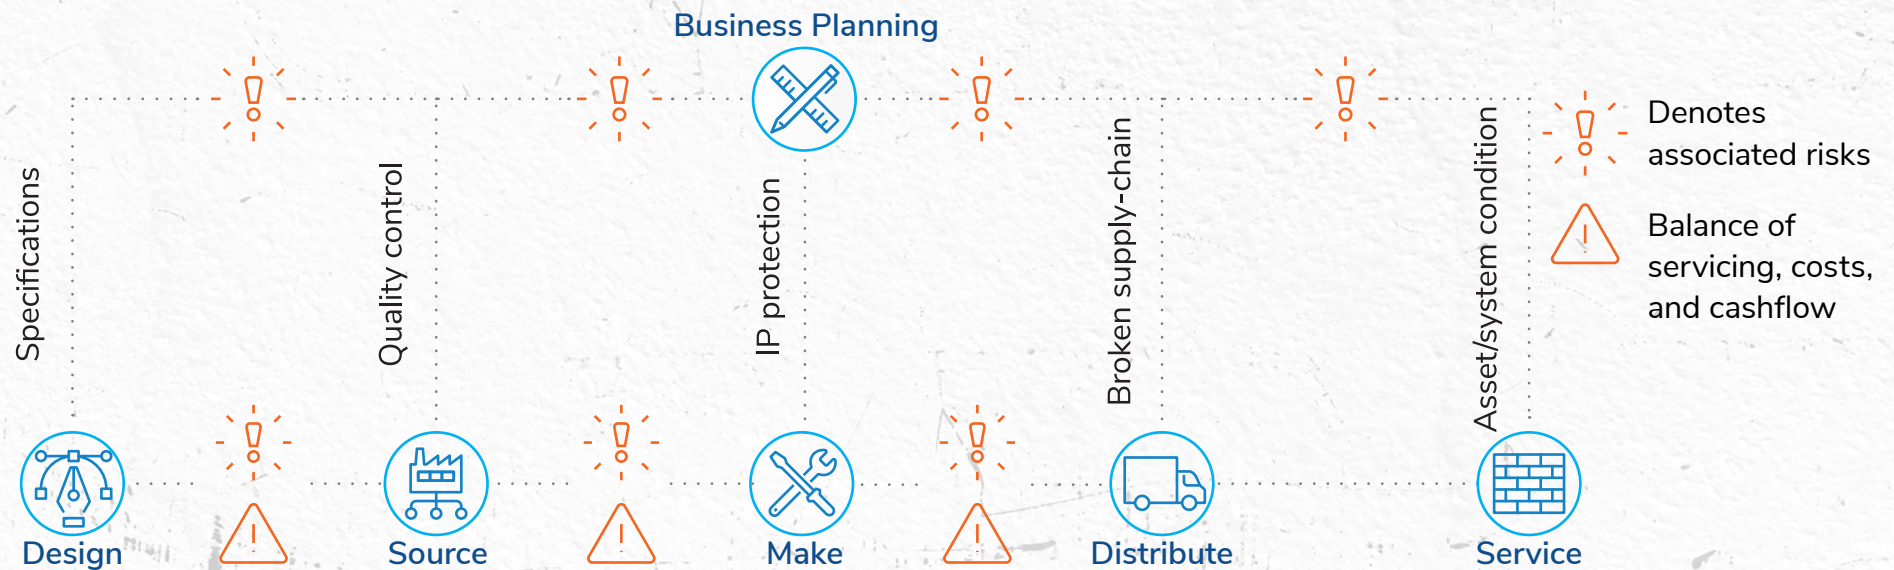 Business Planning
Specifications
Quality control
IP protection
Broken supply-chain
Asset/system condition
Denotes
associated risks
Balance of
servicing, costs,
and cashflow
Design
Source
Make
Distribute
Service